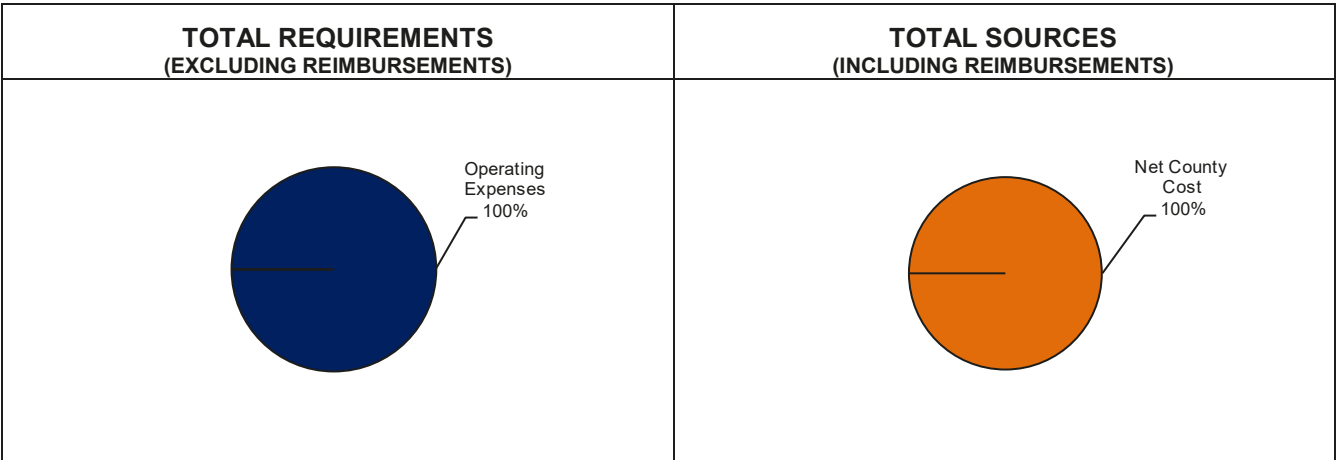 TOTAL REQUIREMENTS
(EXCLUDING REIMBURSEMENTS)
Operating
Expenses
100%
TOTAL SOURCES
(INCLUDING REIMBURSEMENTS)
Net County
Cost
100%